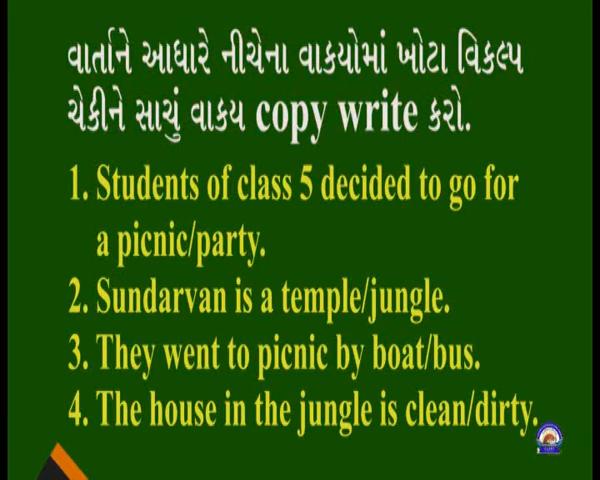 વાર્તાને આધારે નીચેના વાકયોમાં ખોટા વિકલ્પ
ચેકીને સાચું વાકય copy write કરો.
1. Students of class 5 decided to go for
a picnic/party.
2. Sundarvan is a temple/jungle.
3. They went to picnic by boat/bus.
4. The house in the jungle is clean/dirty.